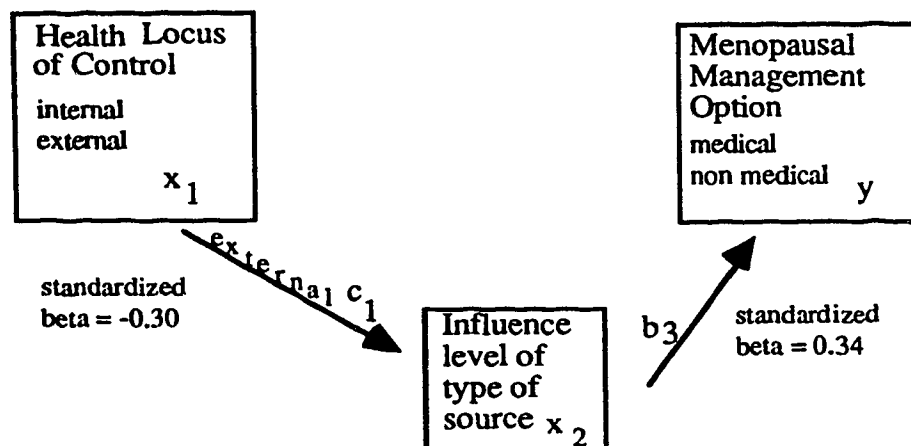 Health Locus
of Control
internal
external
x1
Menopausal
Management
Option
medical
non medical
y
external c1
standardized
beta = -0.30
Influence
level of
type of
source x2
b3
standardized
beta = 0.34